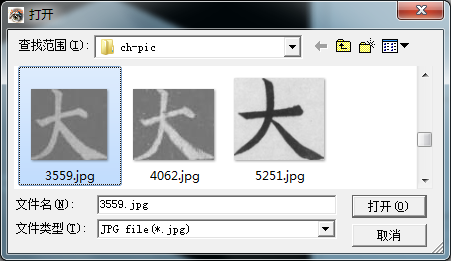 打开
查找范围(I):
ch-pic
大
大
大
3559.jpg
4062.jpg
5251.jpg
文件名(N):
3559.jpg
打开(O)
文件类型(T):
JPG file(*.jpg)
取消